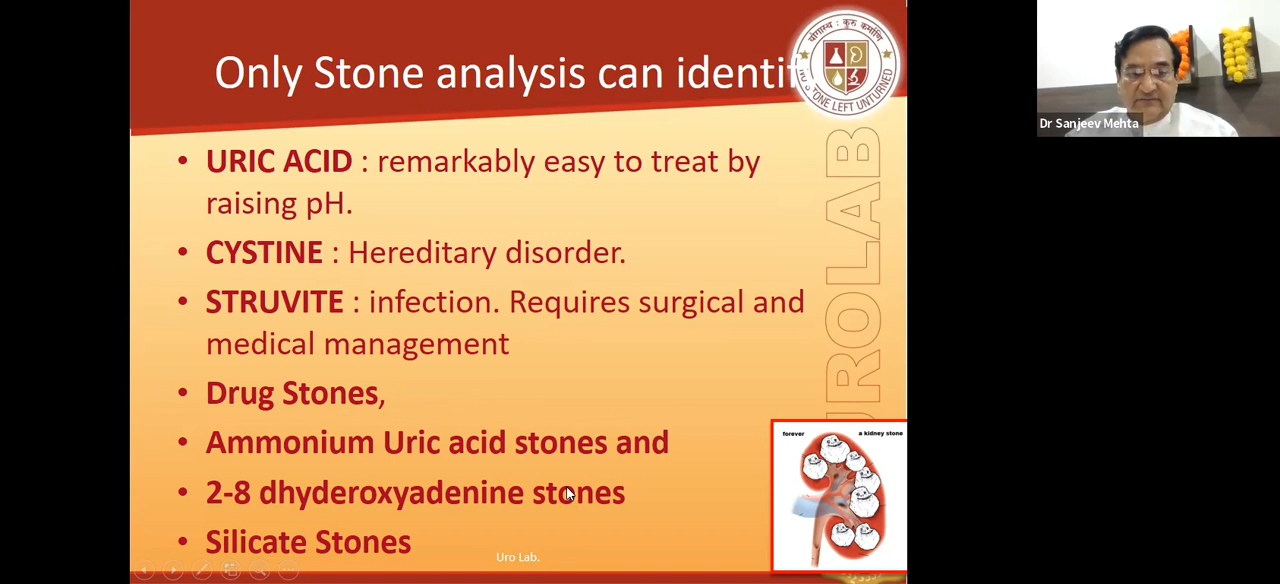 Only Stone analysis can identif
योगास्थ : कुरु कर्माणि
TONE LEFT UNTURNED
Dr Sanjeev Mehta
• URIC ACID : remarkably easy to treat by
raising pH.
• CYSTINE : Hereditary disorder.
• STRUVITE : infection. Requires surgical and
medical management
• Drug Stones,
• Ammonium Uric acid stones and
• 2-8 dhyderoxyadenine stones
• Silicate Stones
UROLAB
forever a kidney stone
Uro Lab.